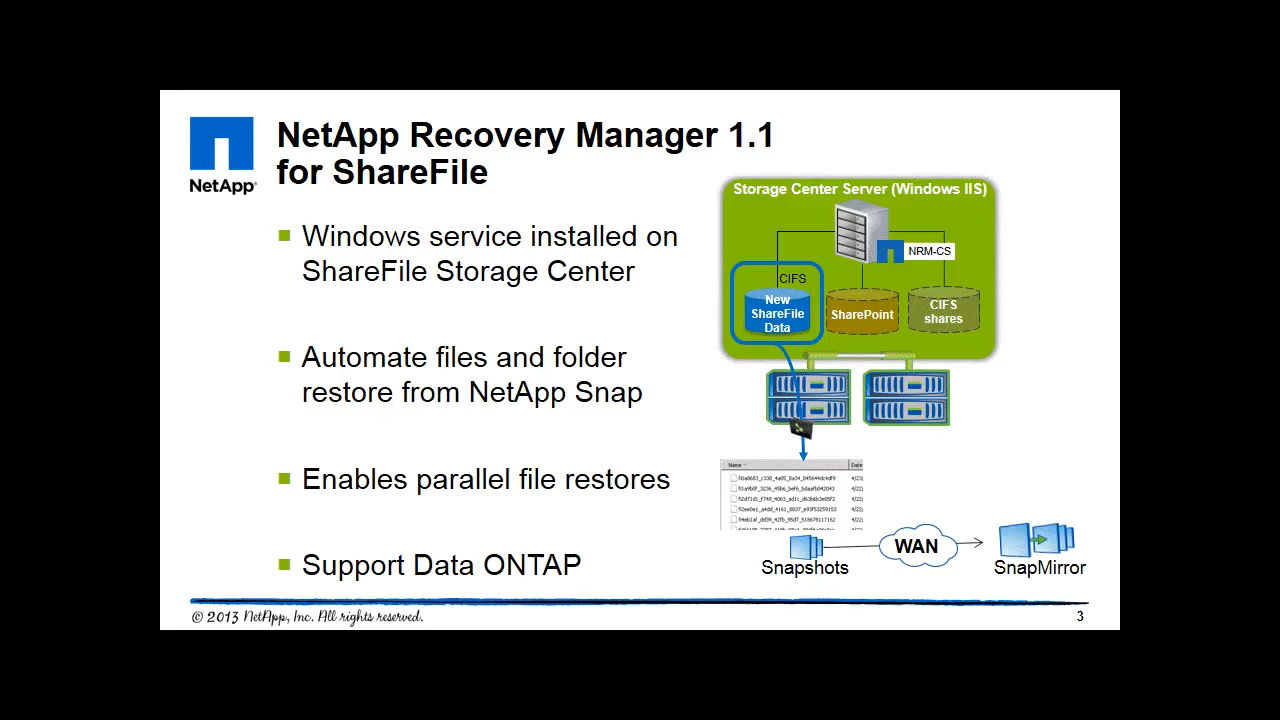 NetApp
NetApp Recovery Manager 1.1
for ShareFile
Windows service installed on
ShareFile Storage Center
Automate files and folder
restore from NetApp Snap
Enables parallel file restores
Support Data ONTAP
Storage Center Server (Windows IIS)
NRM-CS
CIFS
New
ShareFile
Data
SharePoint
CIFS
shares
Name
Date
Snapshots
WAN
SnapMirror
© 2013 NetApp, Inc. All rights reserved.
3